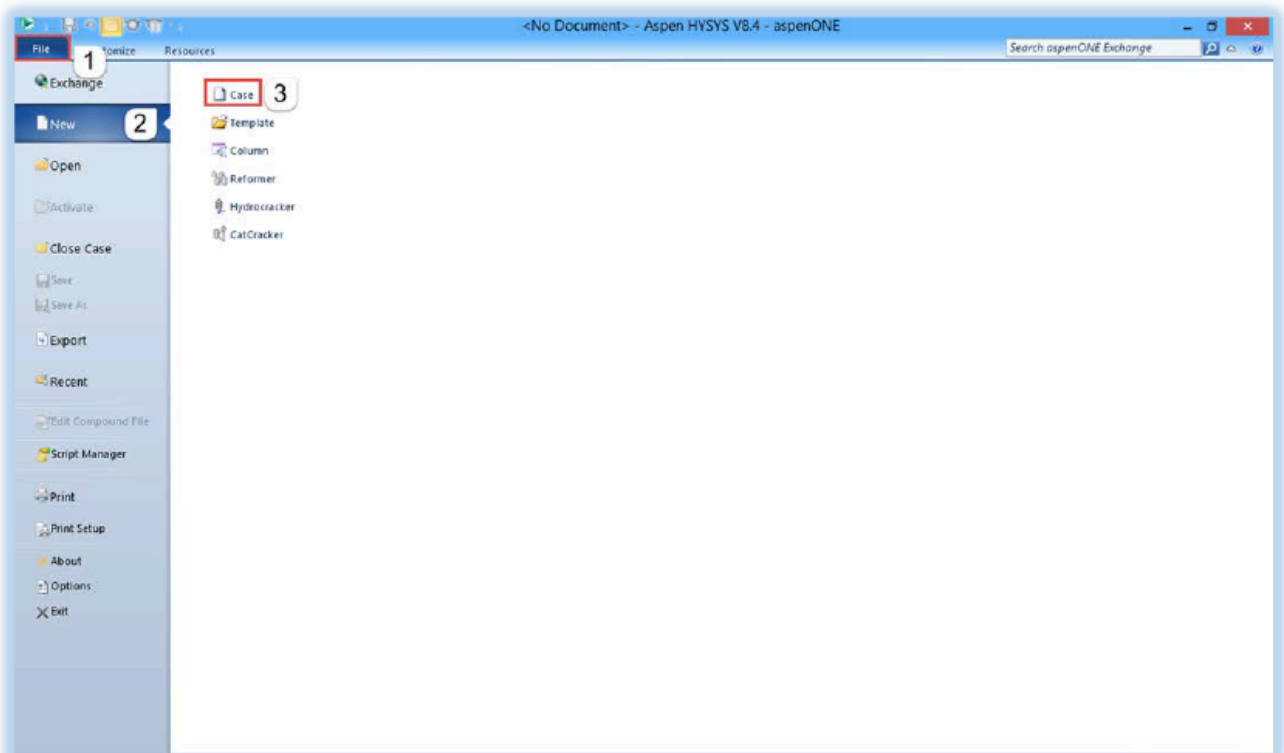 <No Document> - Aspen HYSYS V8.4 - aspenONE
File
1
tomize
Resources
Search aspenONE Exchange
Exchange
New
2
Open
Activate
Close Case
Save
Save As
Export
Recent
Edit Compound File
Script Manager
Print
Print Setup
About
Options
Exit
Case
3
Template
Column
Reformer
Hydrocracker
CatCracker